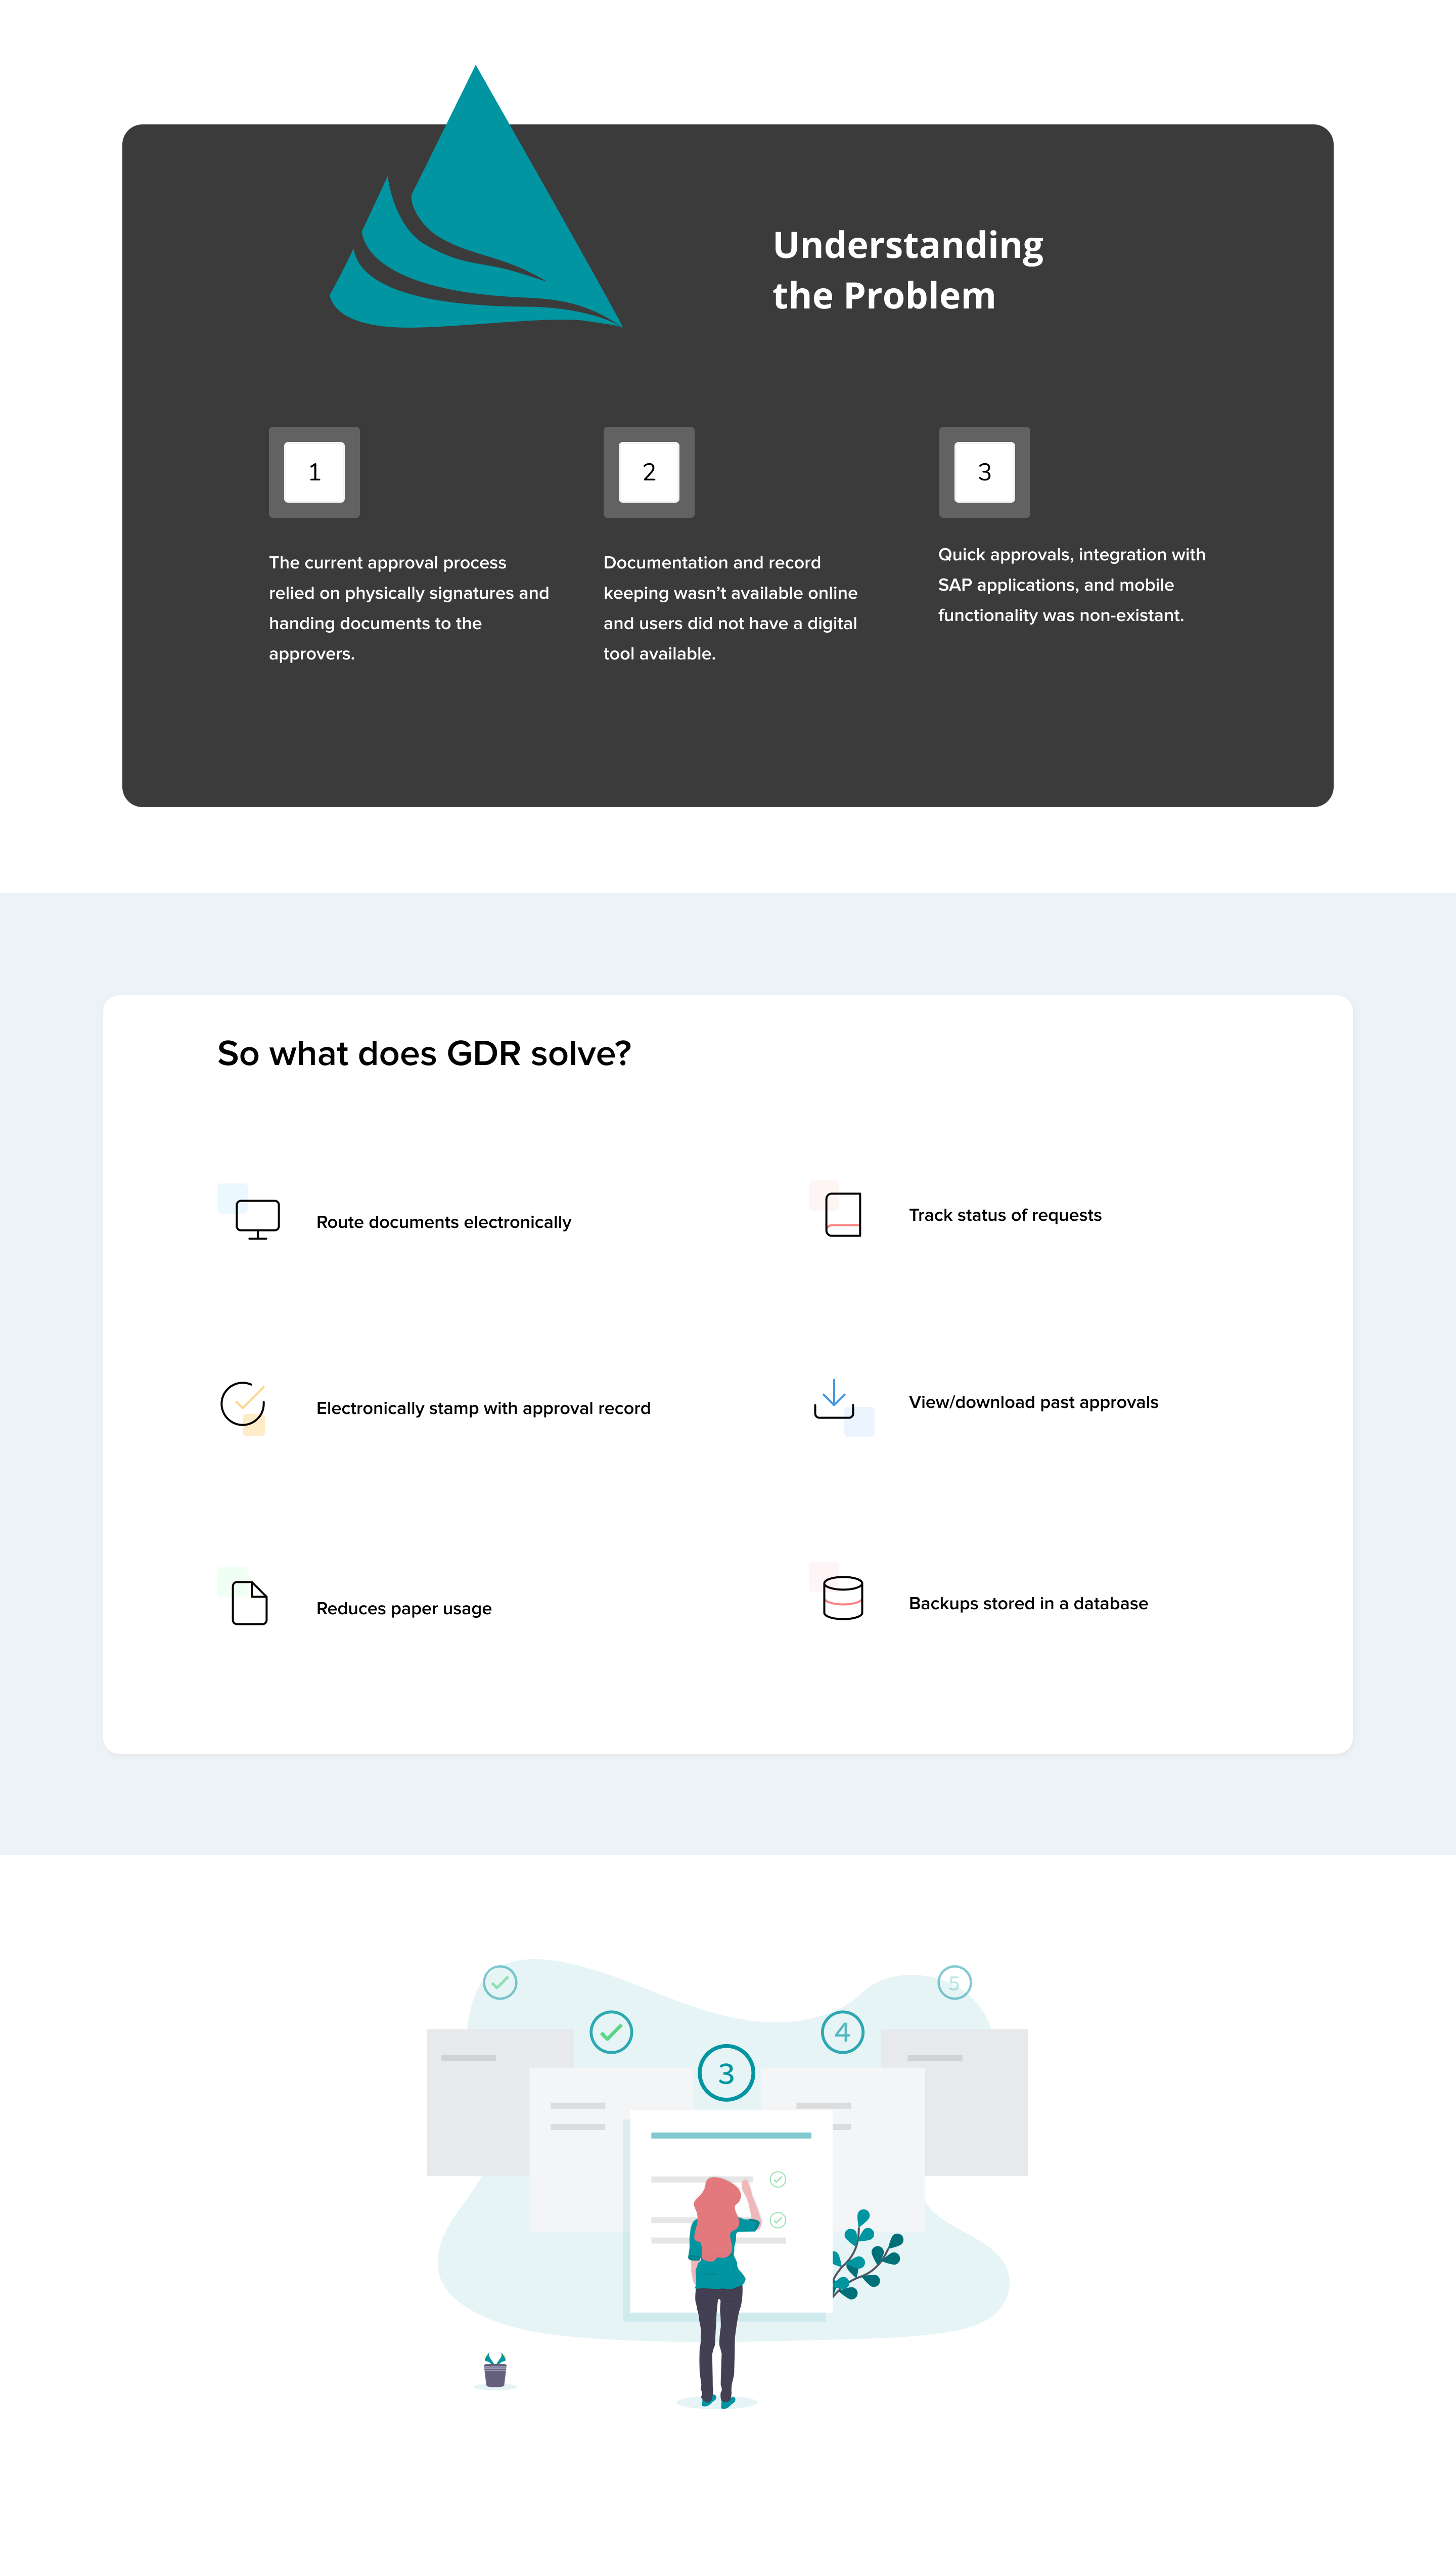 Understanding
the Problem
1
The current approval process
relied on physically signatures and
handing documents to the
approvers.
2
Documentation and record
keeping wasn’t available online
and users did not have a digital
tool available.
3
Quick approvals, integration with
SAP applications, and mobile
functionality was non-existant.
So what does GDR solve?
Route documents electronically
Track status of requests
Electronically stamp with approval record
View/download past approvals
Reduces paper usage
Backups stored in a database
5
4
3